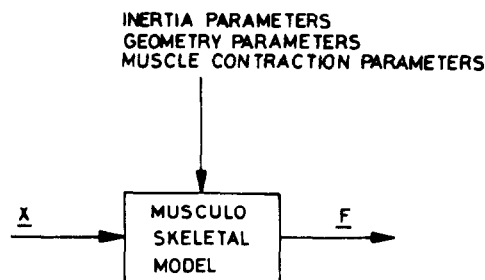 INERTIA PARAMETERS
GEOMETRY PARAMETERS
MUSCLE CONTRACTION PARAMETERS
X
MUSCULO
SKELETAL
MODEL
F